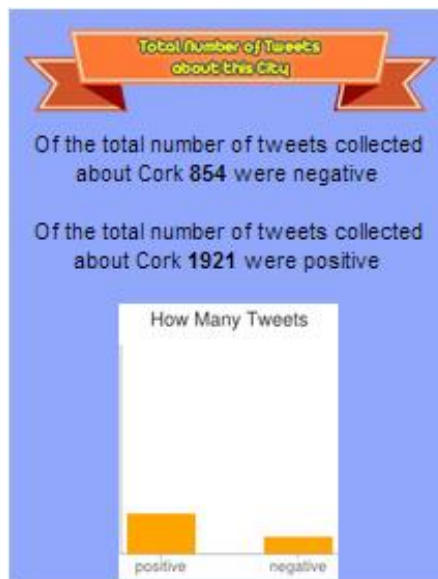 Total Number of Tweets
about this City
Of the total number of tweets collected
about Cork 854 were negative
Of the total number of tweets collected
about Cork 1921 were positive
How Many Tweets
positive negative